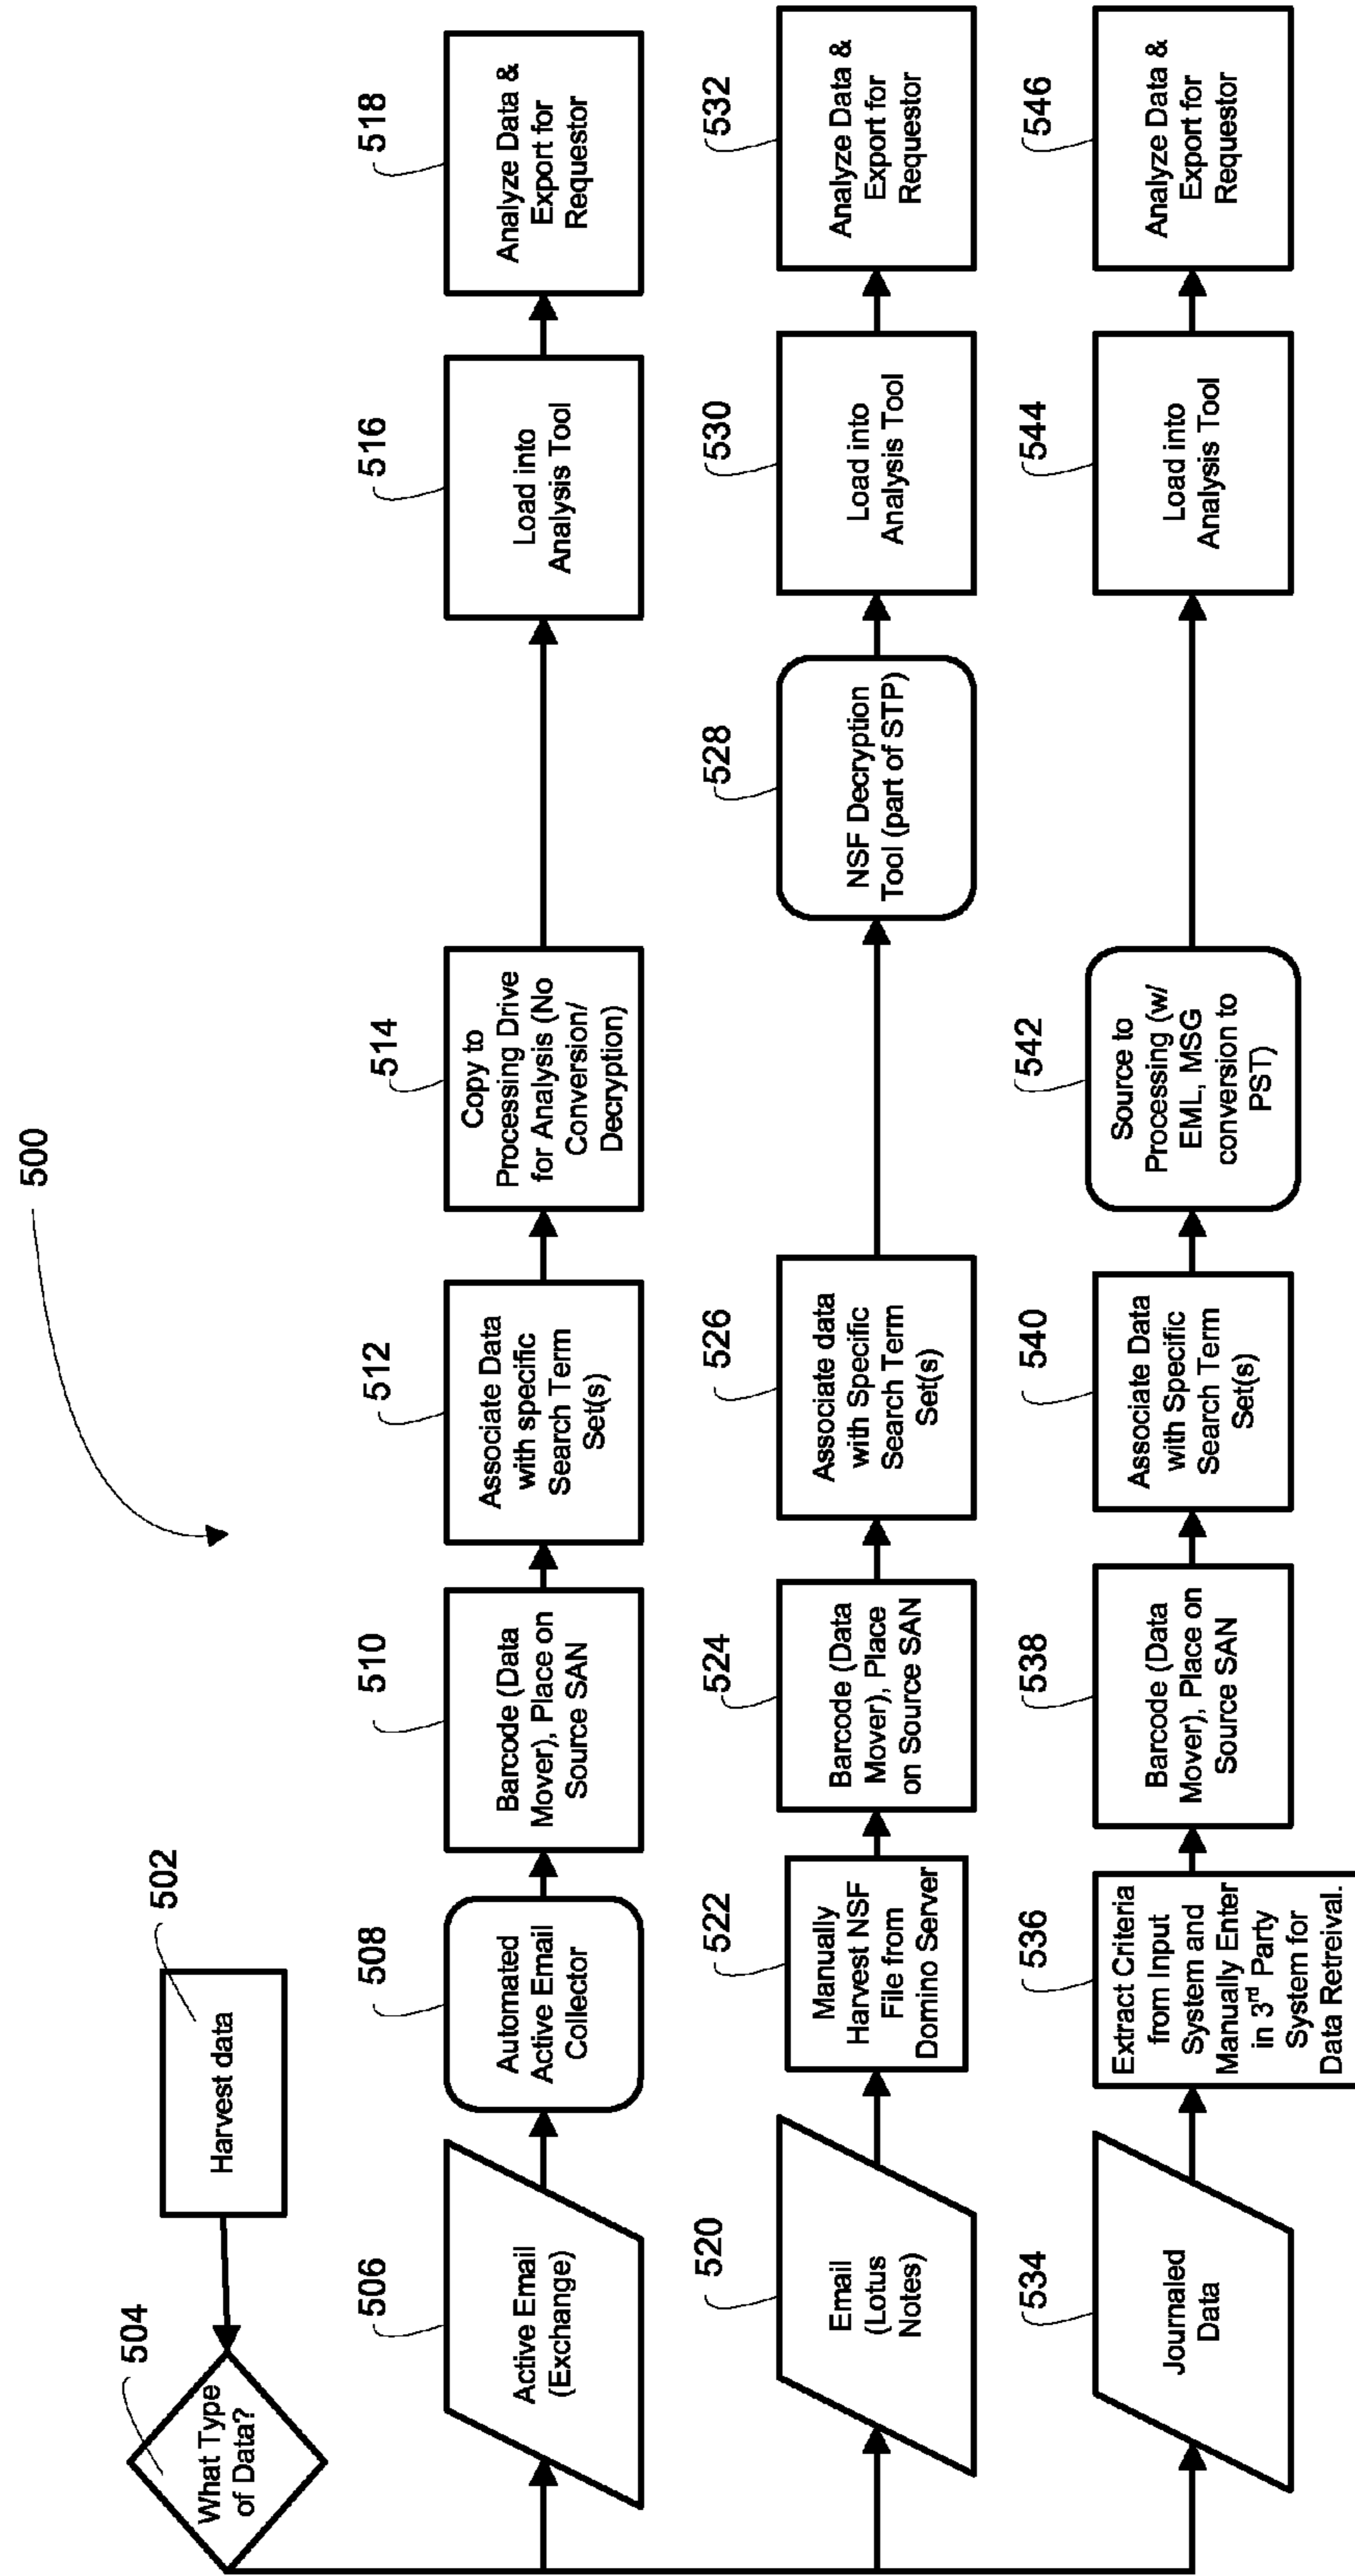 500
502
Harvest data
504
What Type
of Data?
506
Active Email
(Exchange)
508
Automated
Active Email
Collector
510
Barcode (Data
Mover), Place on
Source SAN
512
Associate Data
with specific
Search Term
Set(s)
514
Copy to
Processing Drive
for Analysis (No
Conversion/
Decryption)
516
Load into
Analysis Tool
518
Analyze Data &
Export for
Requestor
520
Email
(Lotus
Notes)
522
Manually
Harvest NSF
File from
Domino Server
524
Barcode (Data
Mover), Place
on Source SAN
526
Associate data
with Specific
Search Term
Set(s)
528
NSF Decryption
Tool (part of STP)
530
Load into
Analysis Tool
532
Analyze Data &
Export for
Requestor
534
Journaled
Data
536
Extract Criteria
from Input
System and
Manually Enter
in 3rd Party
System for
Data Retreival.
538
Barcode (Data
Mover), Place on
Source SAN
540
Associate Data
with Specific
Search Term
Set(s)
542
Source to
Processing (w/
EML, MSG
conversion to
PST)
544
Load into
Analysis Tool
546
Analyze Data &
Export for
Requestor